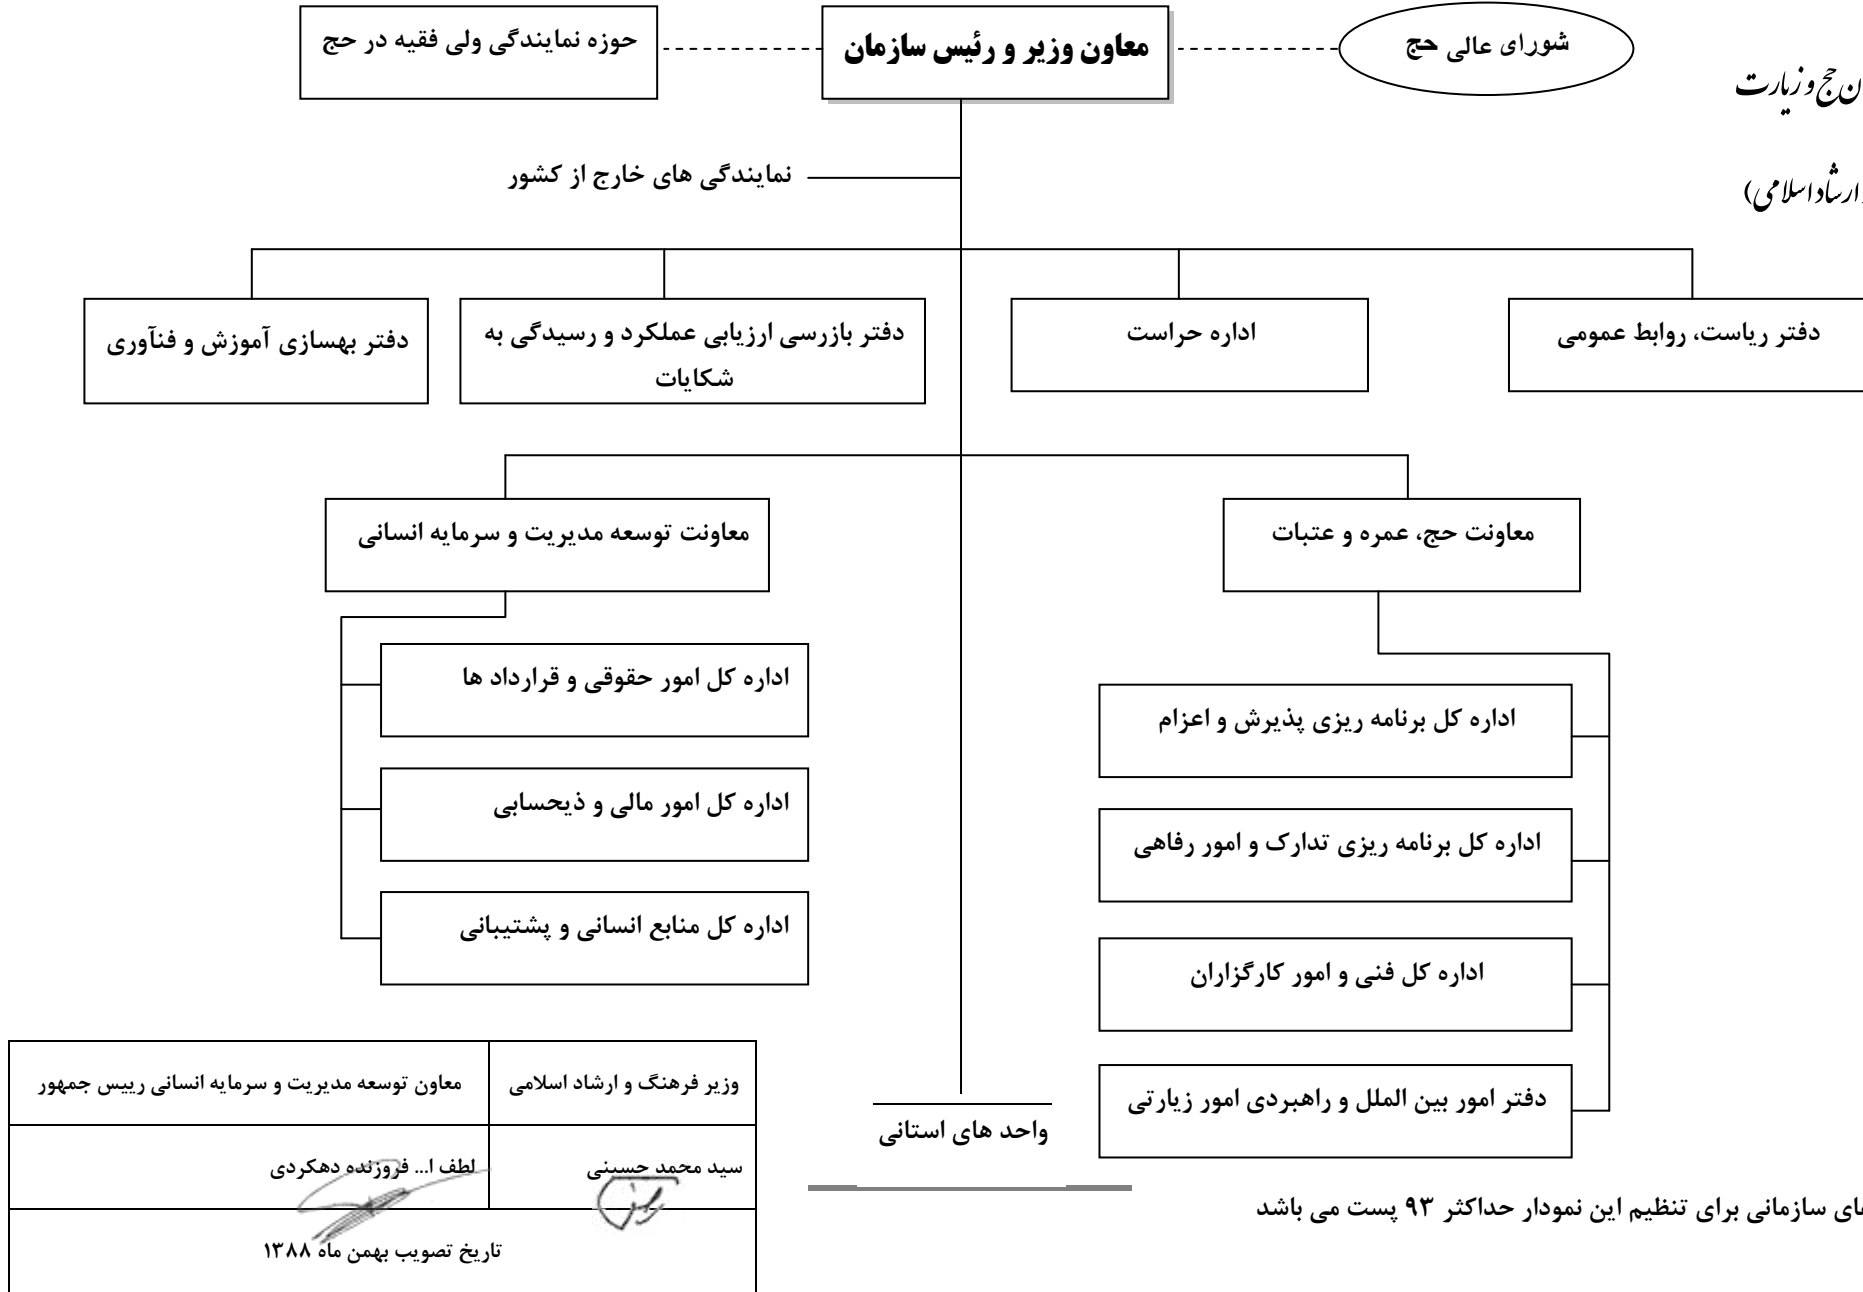 شورای عالی حج
معاون وزیر و رئیس سازمان
حوزه نمایندگی ولی فقیه در حج
حج و زیارت
ارشاد اسلامی)
نمایندگی های خارج از کشور
دفتر ریاست، روابط عمومی
اداره حراست
دفتر بازرسی ارزیابی عملکرد و رسیدگی به
شکایات
دفتر بهسازی آموزش و فنآوری
معاونت حج، عمره و عتبات
معاونت توسعه مدیریت و سرمایه انسانی
اداره کل برنامه ریزی پذیرش و اعزام
اداره کل برنامه ریزی تدارک و امور رفاهی
اداره کل فنی و امور کارگزاران
دفتر امور بین الملل و راهبردی امور زیارتی
اداره کل امور حقوقی و قرارداد ها
اداره کل امور مالی و ذیحسابی
اداره کل منابع انسانی و پشتیبانی
واحد های استانی
سازمانی برای تنظیم این نمودار حداکثر ۹۳ پست می باشد
وزیر فرهنگ و ارشاد اسلامی
معاون توسعه مدیریت و سرمایه انسانی رییس جمهور
سید محمد حسینی
لطف ا... فروزنده دهکردی
تاریخ تصویب بهمن ماه ۱۳۸۸